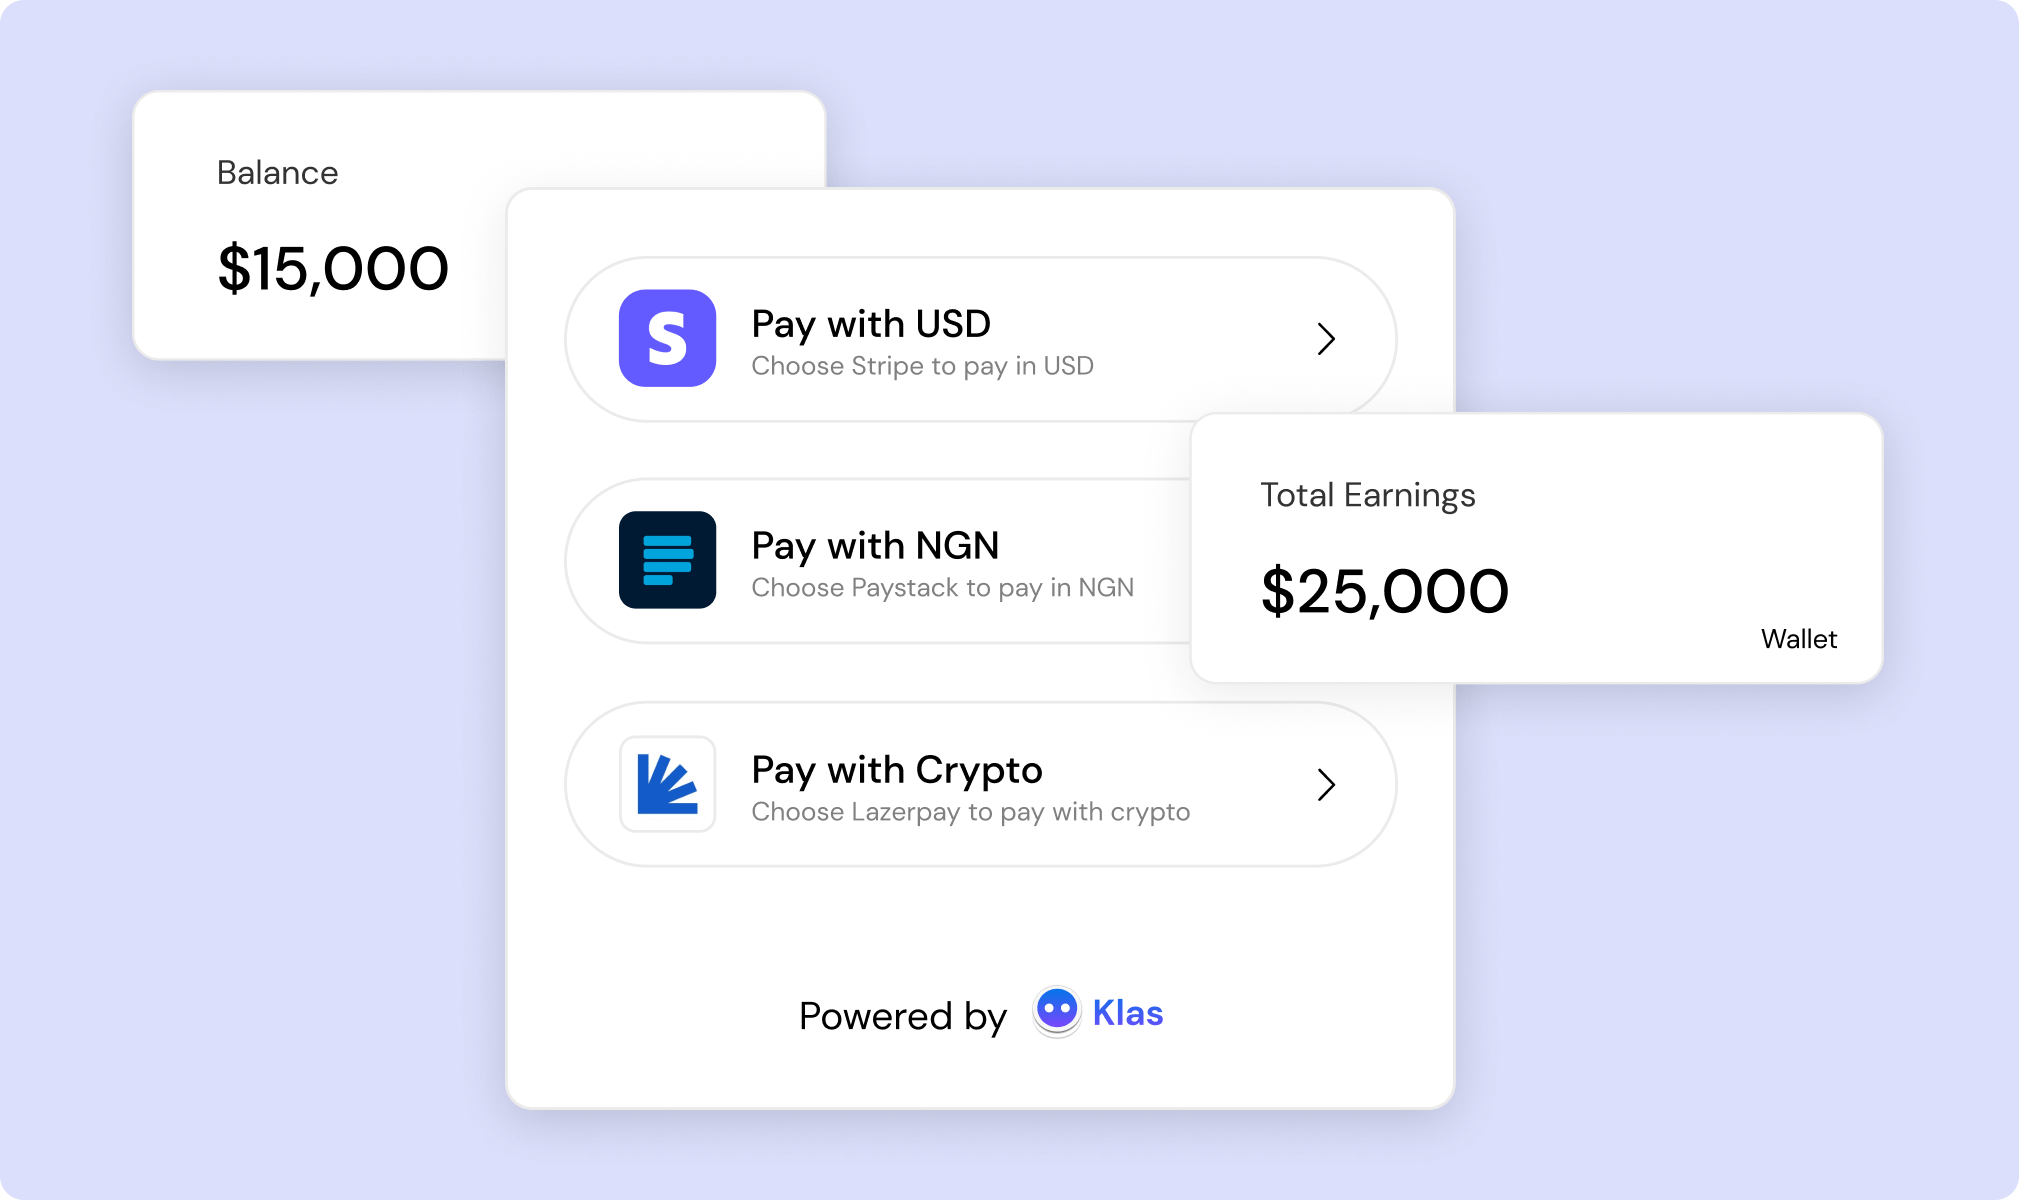 Balance
$15,000
Pay with USD
Choose Stripe to pay in USD
Pay with NGN
Choose Paystack to pay in NGN
Total Earnings
$25,000
Wallet
Pay with Crypto
Choose Lazerpay to pay with crypto
Powered by Klas